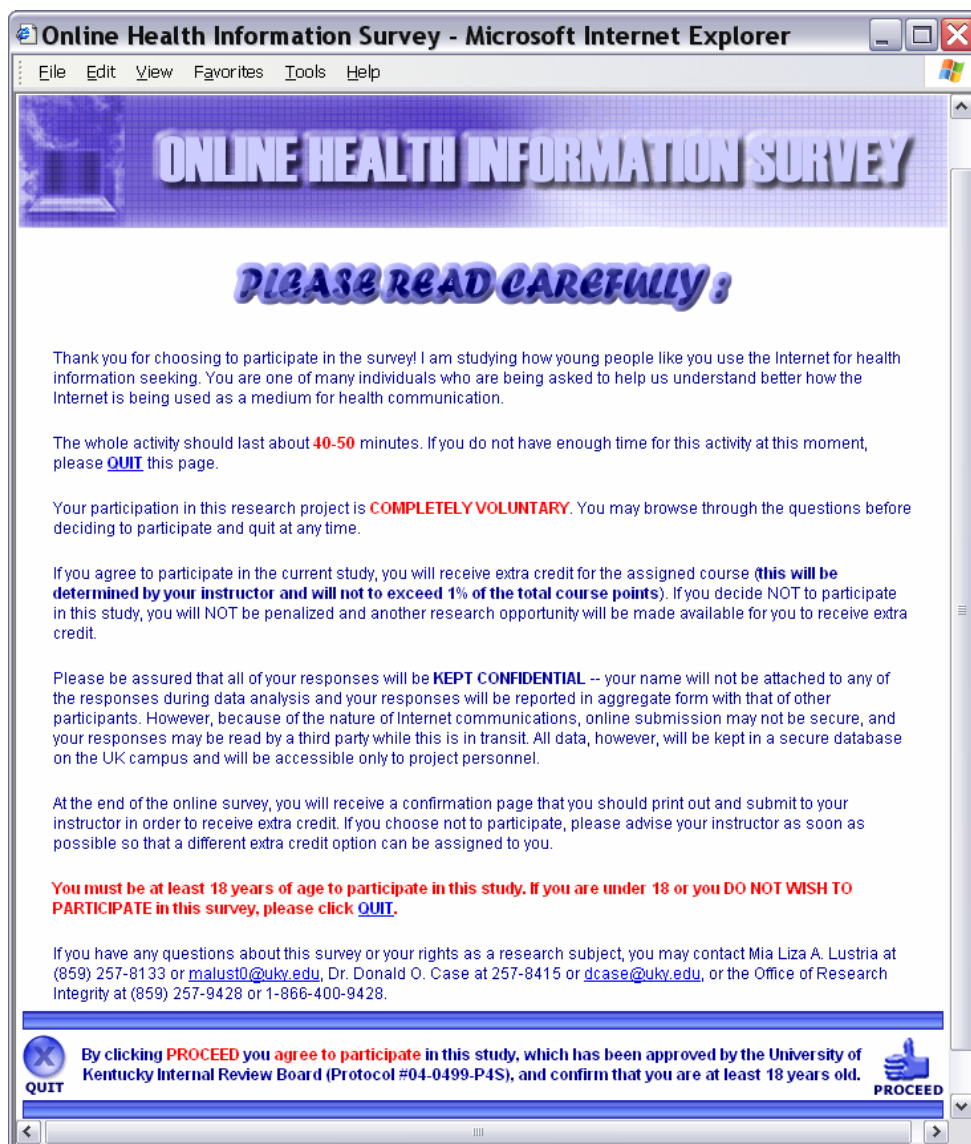 Online Health Information Survey - Microsoft Internet Explorer
File Edit View Favorites Tools Help
ONLINE HEALTH INFORMATION SURVEY
PLEASE READ CAREFULLY :
Thank you for choosing to participate in the survey! I am studying how young people like you use the Internet for health
information seeking. You are one of many individuals who are being asked to help us understand better how the
Internet is being used as a medium for health communication.
The whole activity should last about 40-50 minutes. If you do not have enough time for this activity at this moment,
please QUIT this page.
Your participation in this research project is COMPLETELY VOLUNTARY. You may browse through the questions before
deciding to participate and quit at any time.
If you agree to participate in the current study, you will receive extra credit for the assigned course (this will be
determined by your instructor and will not to exceed 1% of the total course points). If you decide NOT to participate
in this study, you will NOT be penalized and another research opportunity will be made available for you to receive extra
credit.
Please be assured that all of your responses will be KEPT CONFIDENTIAL -- your name will not be attached to any of
the responses during data analysis and your responses will be reported in aggregate form with that of other
participants. However, because of the nature of Internet communications, online submission may not be secure, and
your responses may be read by a third party while this is in transit. All data, however, will be kept in a secure database
on the UK campus and will be accessible only to project personnel.
At the end of the online survey, you will receive a confirmation page that you should print out and submit to your
instructor in order to receive extra credit. If you choose not to participate, please advise your instructor as soon as
possible so that a different extra credit option can be assigned to you.
You must be at least 18 years of age to participate in this study. If you are under 18 or you DO NOT WISH TO
PARTICIPATE in this survey, please click QUIT.
If you have any questions about this survey or your rights as a research subject, you may contact Mia Liza A. Lustria at
(859) 257-8133 or malust0@uky.edu, Dr. Donald O. Case at 257-8415 or dcase@uky.edu, or the Office of Research
Integrity at (859) 257-9428 or 1-866-400-9428.
By clicking PROCEED you agree to participate in this study, which has been approved by the University of
Kentucky Internal Review Board (Protocol #04-0499-P4S), and confirm that you are at least 18 years old.
QUIT
PROCEED